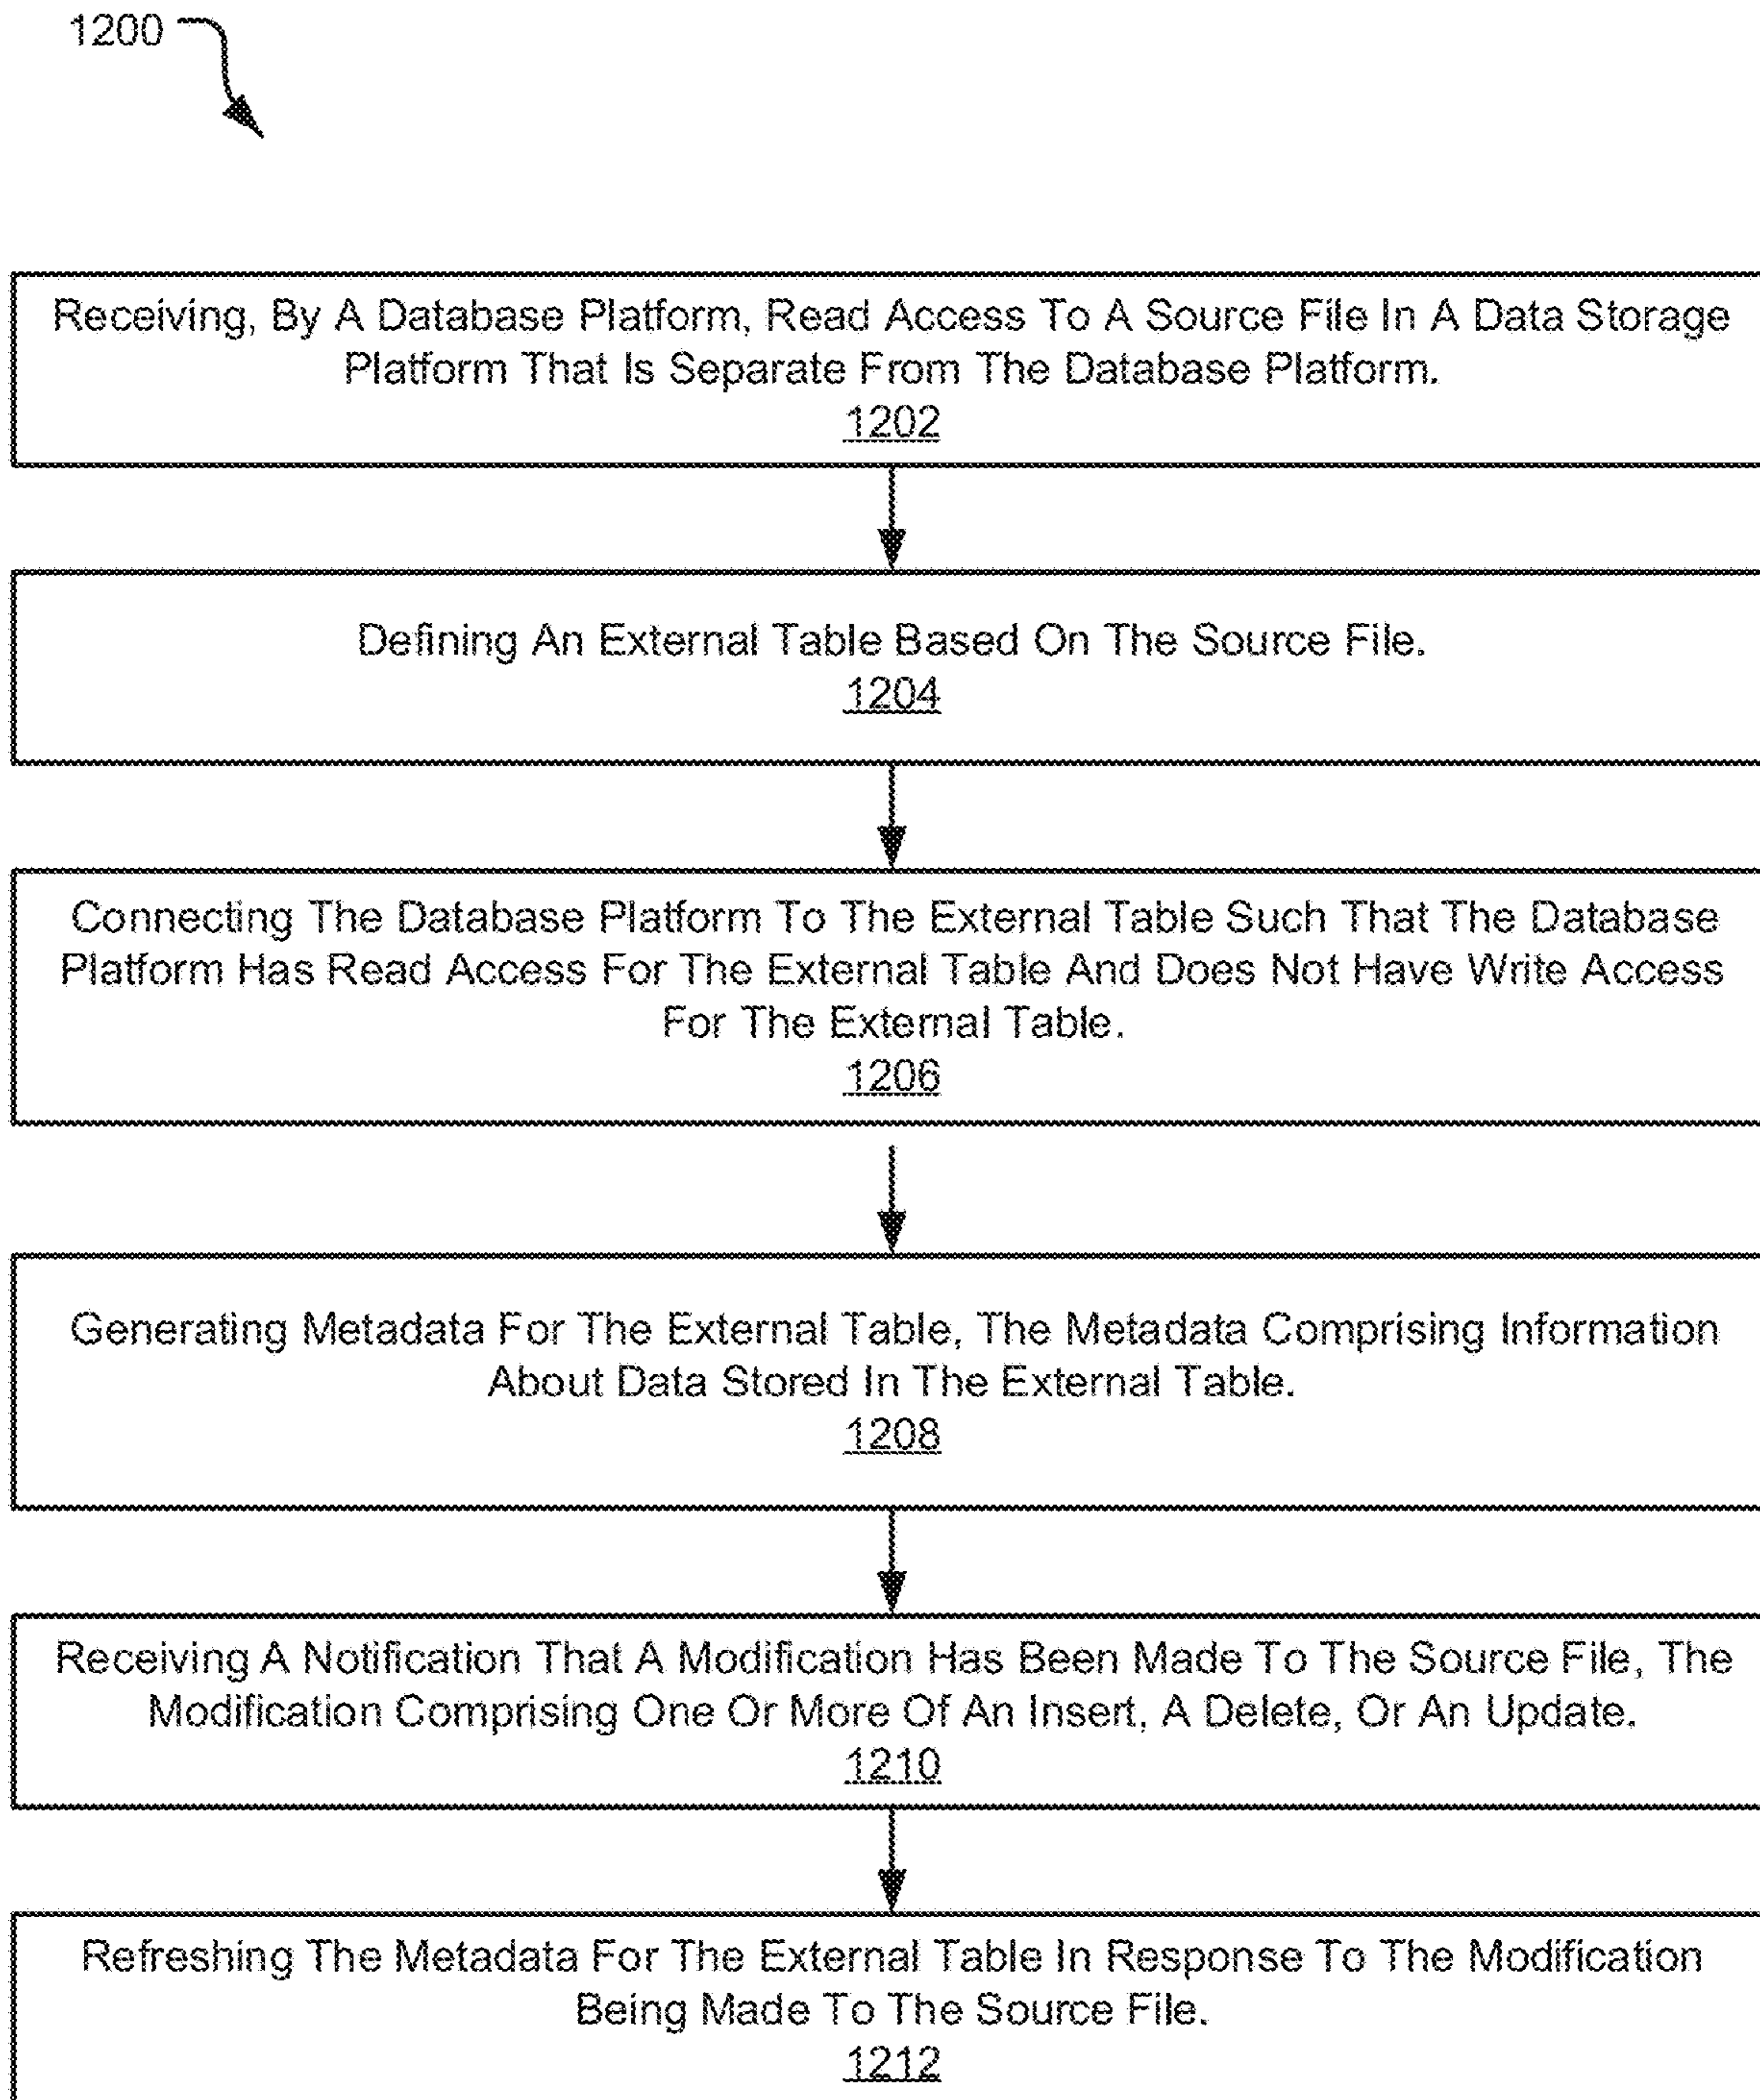 1200
Receiving, By A Database Platform, Read Access To A Source File In A Data Storage
Platform That Is Separate From The Database Platform.
1202
Defining An External Table Based On The Source File.
1204
Connecting The Database Platform To The External Table Such That The Database
Platform Has Read Access For The External Table And Does Not Have Write Access
For The External Table.
1206
Generating Metadata For The External Table, The Metadata Comprising Information
About Data Stored In The External Table.
1208
Receiving A Notification That A Modification Has Been Made To The Source File, The
Modification Comprising One Or More Of An Insert, A Delete, Or An Update.
1210
Refreshing The Metadata For The External Table In Response To The Modification
Being Made To The Source File.
1212